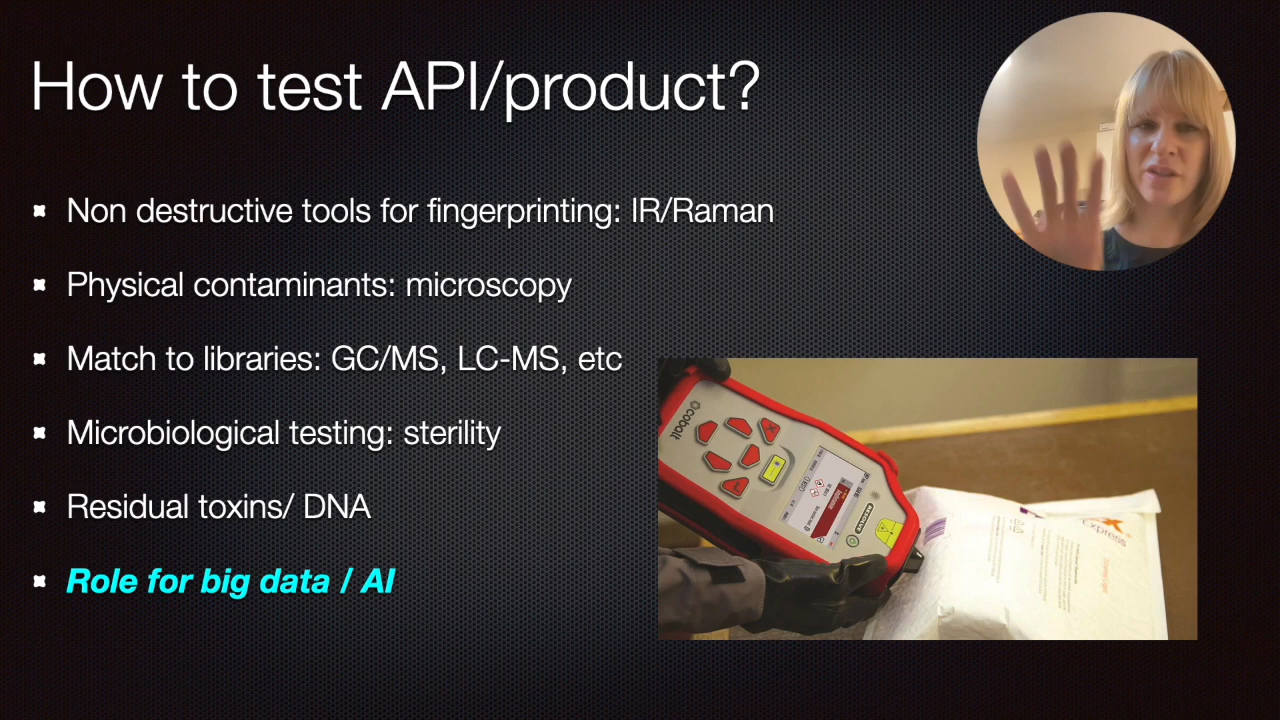 How to test API/product?
Non destructive tools for fingerprinting: IR/Raman
Physical contaminants: microscopy
Match to libraries: GC/MS, LC-MS, etc
Microbiological testing: sterility
Residual toxins/ DNA
Role for big data / AI
cobalt
Express